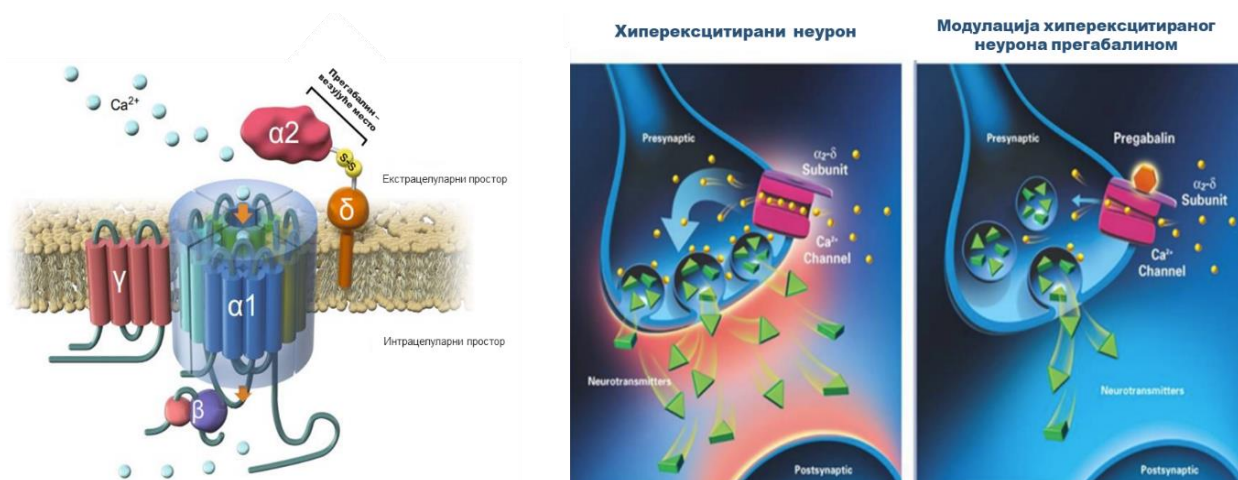 Ca²⁺
α2
Прегабалин –
везујуће место
S-S
Екстрацелуларни простор
δ
γ
α1
Интрацелуларни простор
β
Хиперексцитирани неурон
Presynaptic
α₂-δ
Subunit
Ca²⁺
Channel
Neurotransmitters
Postsynaptic
Модулација хиперексцитираног
неурона прегабалином
Presynaptic
Pregabalin
α₂-δ
Subunit
Ca²⁺
Channel
Neurotransmitters
Postsynaptic